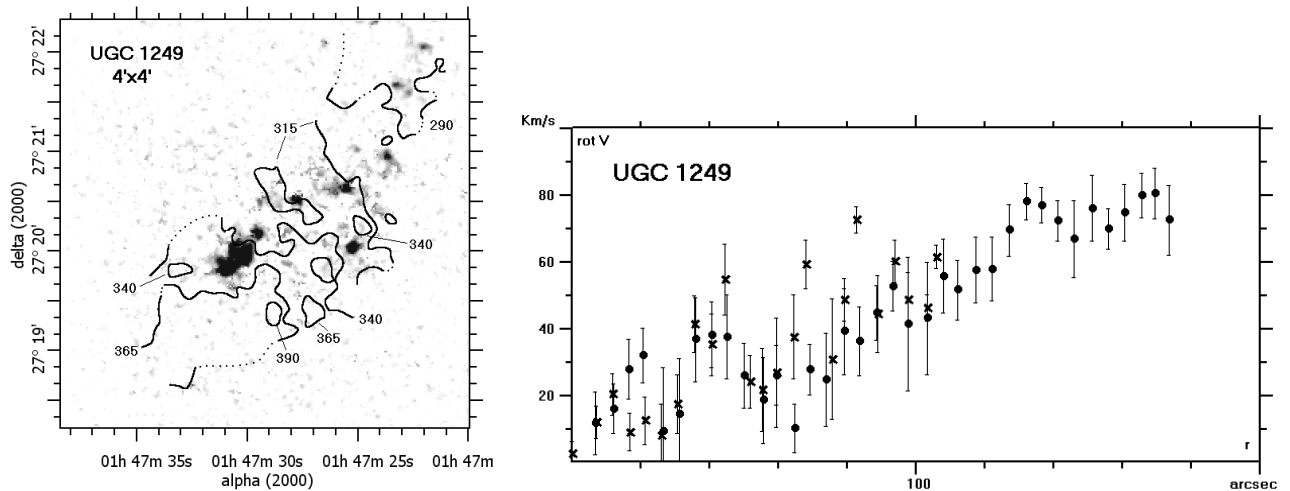 UGC 1249
4'x4'
27° 22'
27° 21'
27° 20'
27° 19'
delta (2000)
315
290
340
340
340
365
365
390
01h 47m 35s
01h 47m 30s
01h 47m 25s
01h 47m
alpha (2000)
Km/s
rot V
UGC 1249
80
60
40
20
100
r
arcsec